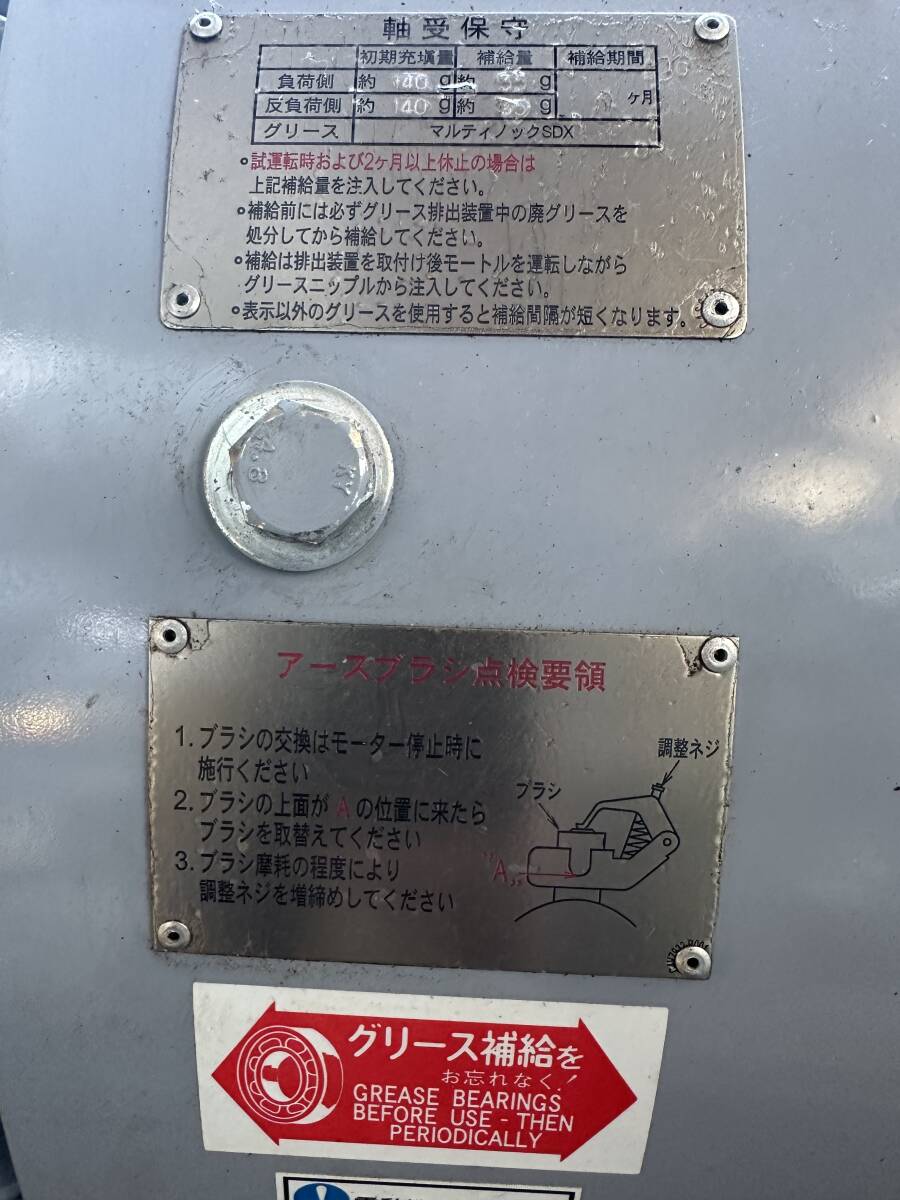 軸受保守
初期充填量 補給量 補給期間
負荷側 約 140 g 約 g ヶ月
反負荷側 約 140 g 約 g
グリース マルティノックSDX
•試運転時および2ヶ月以上休止の場合は
上記補給量を注入してください。
•補給前には必ずグリース排出装置中の廃グリースを
処分してから補給してください。
•補給は排出装置を取付け後モートルを運転しながら
グリースニップルから注入してください。
•表示以外のグリースを使用すると補給間隔が短くなります。
KY
アースブラシ点検要領
1.ブラシの交換はモーター停止時に
施行ください
2.ブラシの上面が A の位置に来たら
ブラシを取替えてください
3.ブラシ摩耗の程度により
調整ネジを増締めしてください
調整ネジ
ブラシ
"A"
グリース補給を
お忘れなく!
GREASE BEARINGS
BEFORE USE - THEN
PERIODICALLY